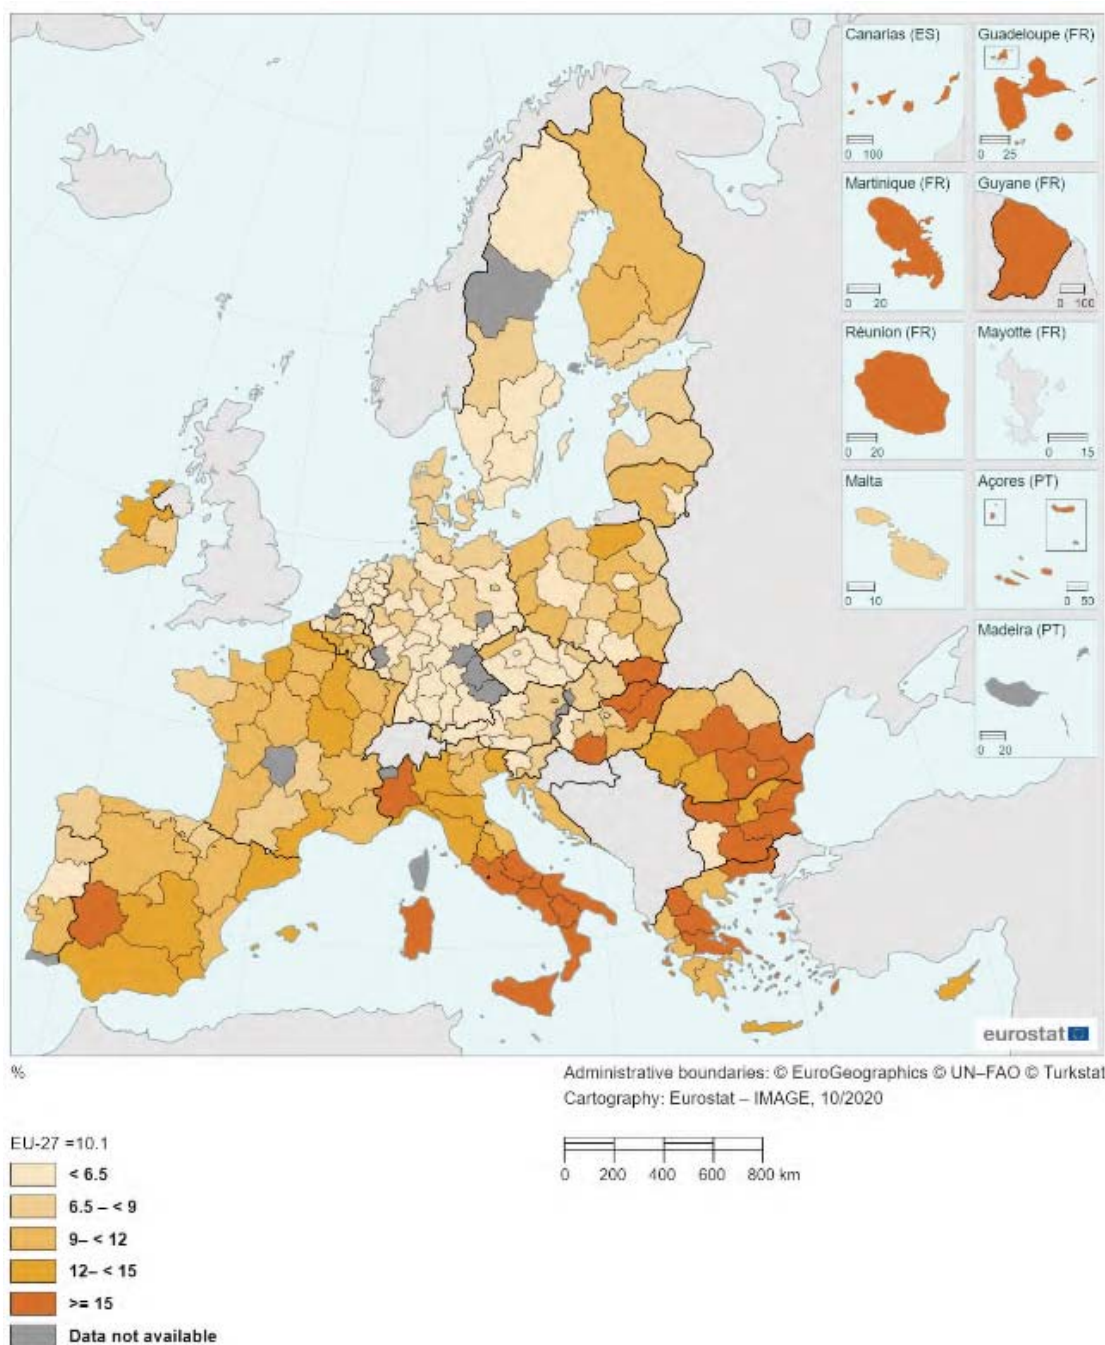 Canarias (ES)
0 100
Guadeloupe (FR)
0 25
Martinique (FR)
0 20
Guyane (FR)
0 100
Réunion (FR)
0 20
Mayotte (FR)
0 15
Malta
0 10
Açores (PT)
0 50
Madeira (PT)
0 20
eurostat
%
Administrative boundaries: © EuroGeographics © UN–FAO © Turkstat
Cartography: Eurostat – IMAGE, 10/2020
0 200 400 600 800 km
EU-27 =10.1
< 6.5
6.5 – < 9
9– < 12
12– < 15
>= 15
Data not available